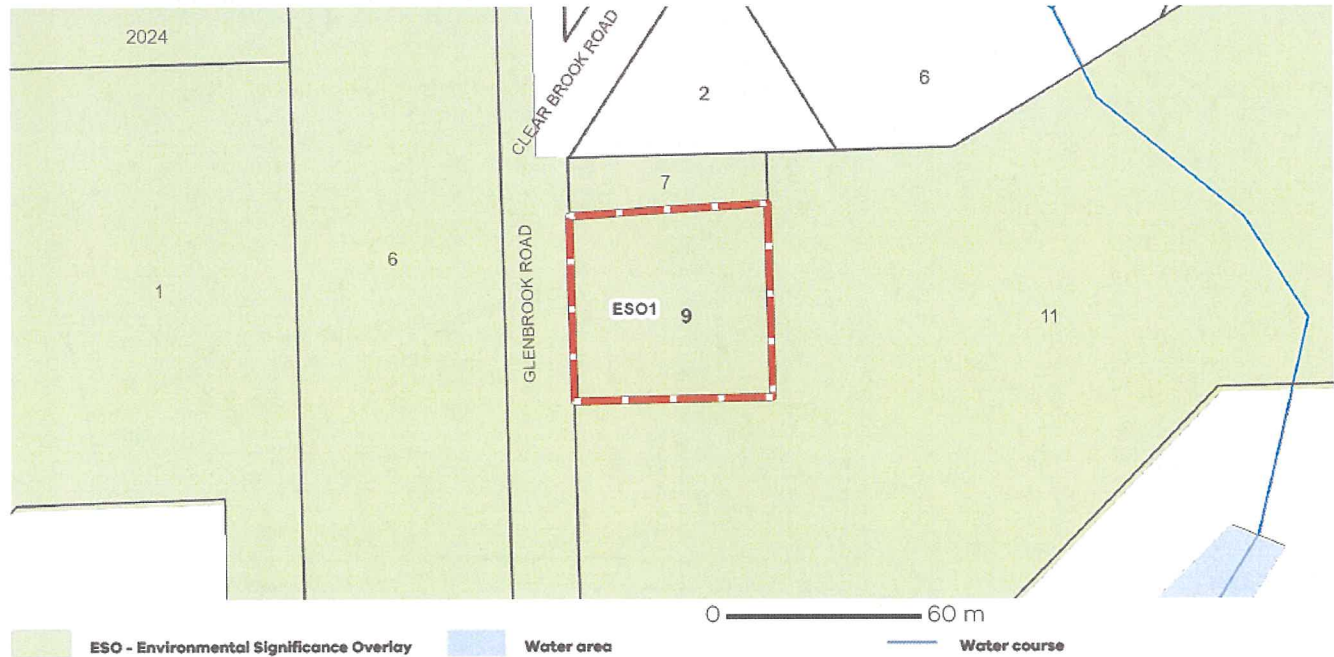 2024
CLEAR BROOK ROAD
2
6
7
6
1
GLENBROOK ROAD
ESO1
9
11
0 60 m
ESO - Environmental Significance Overlay
Water area
Water course